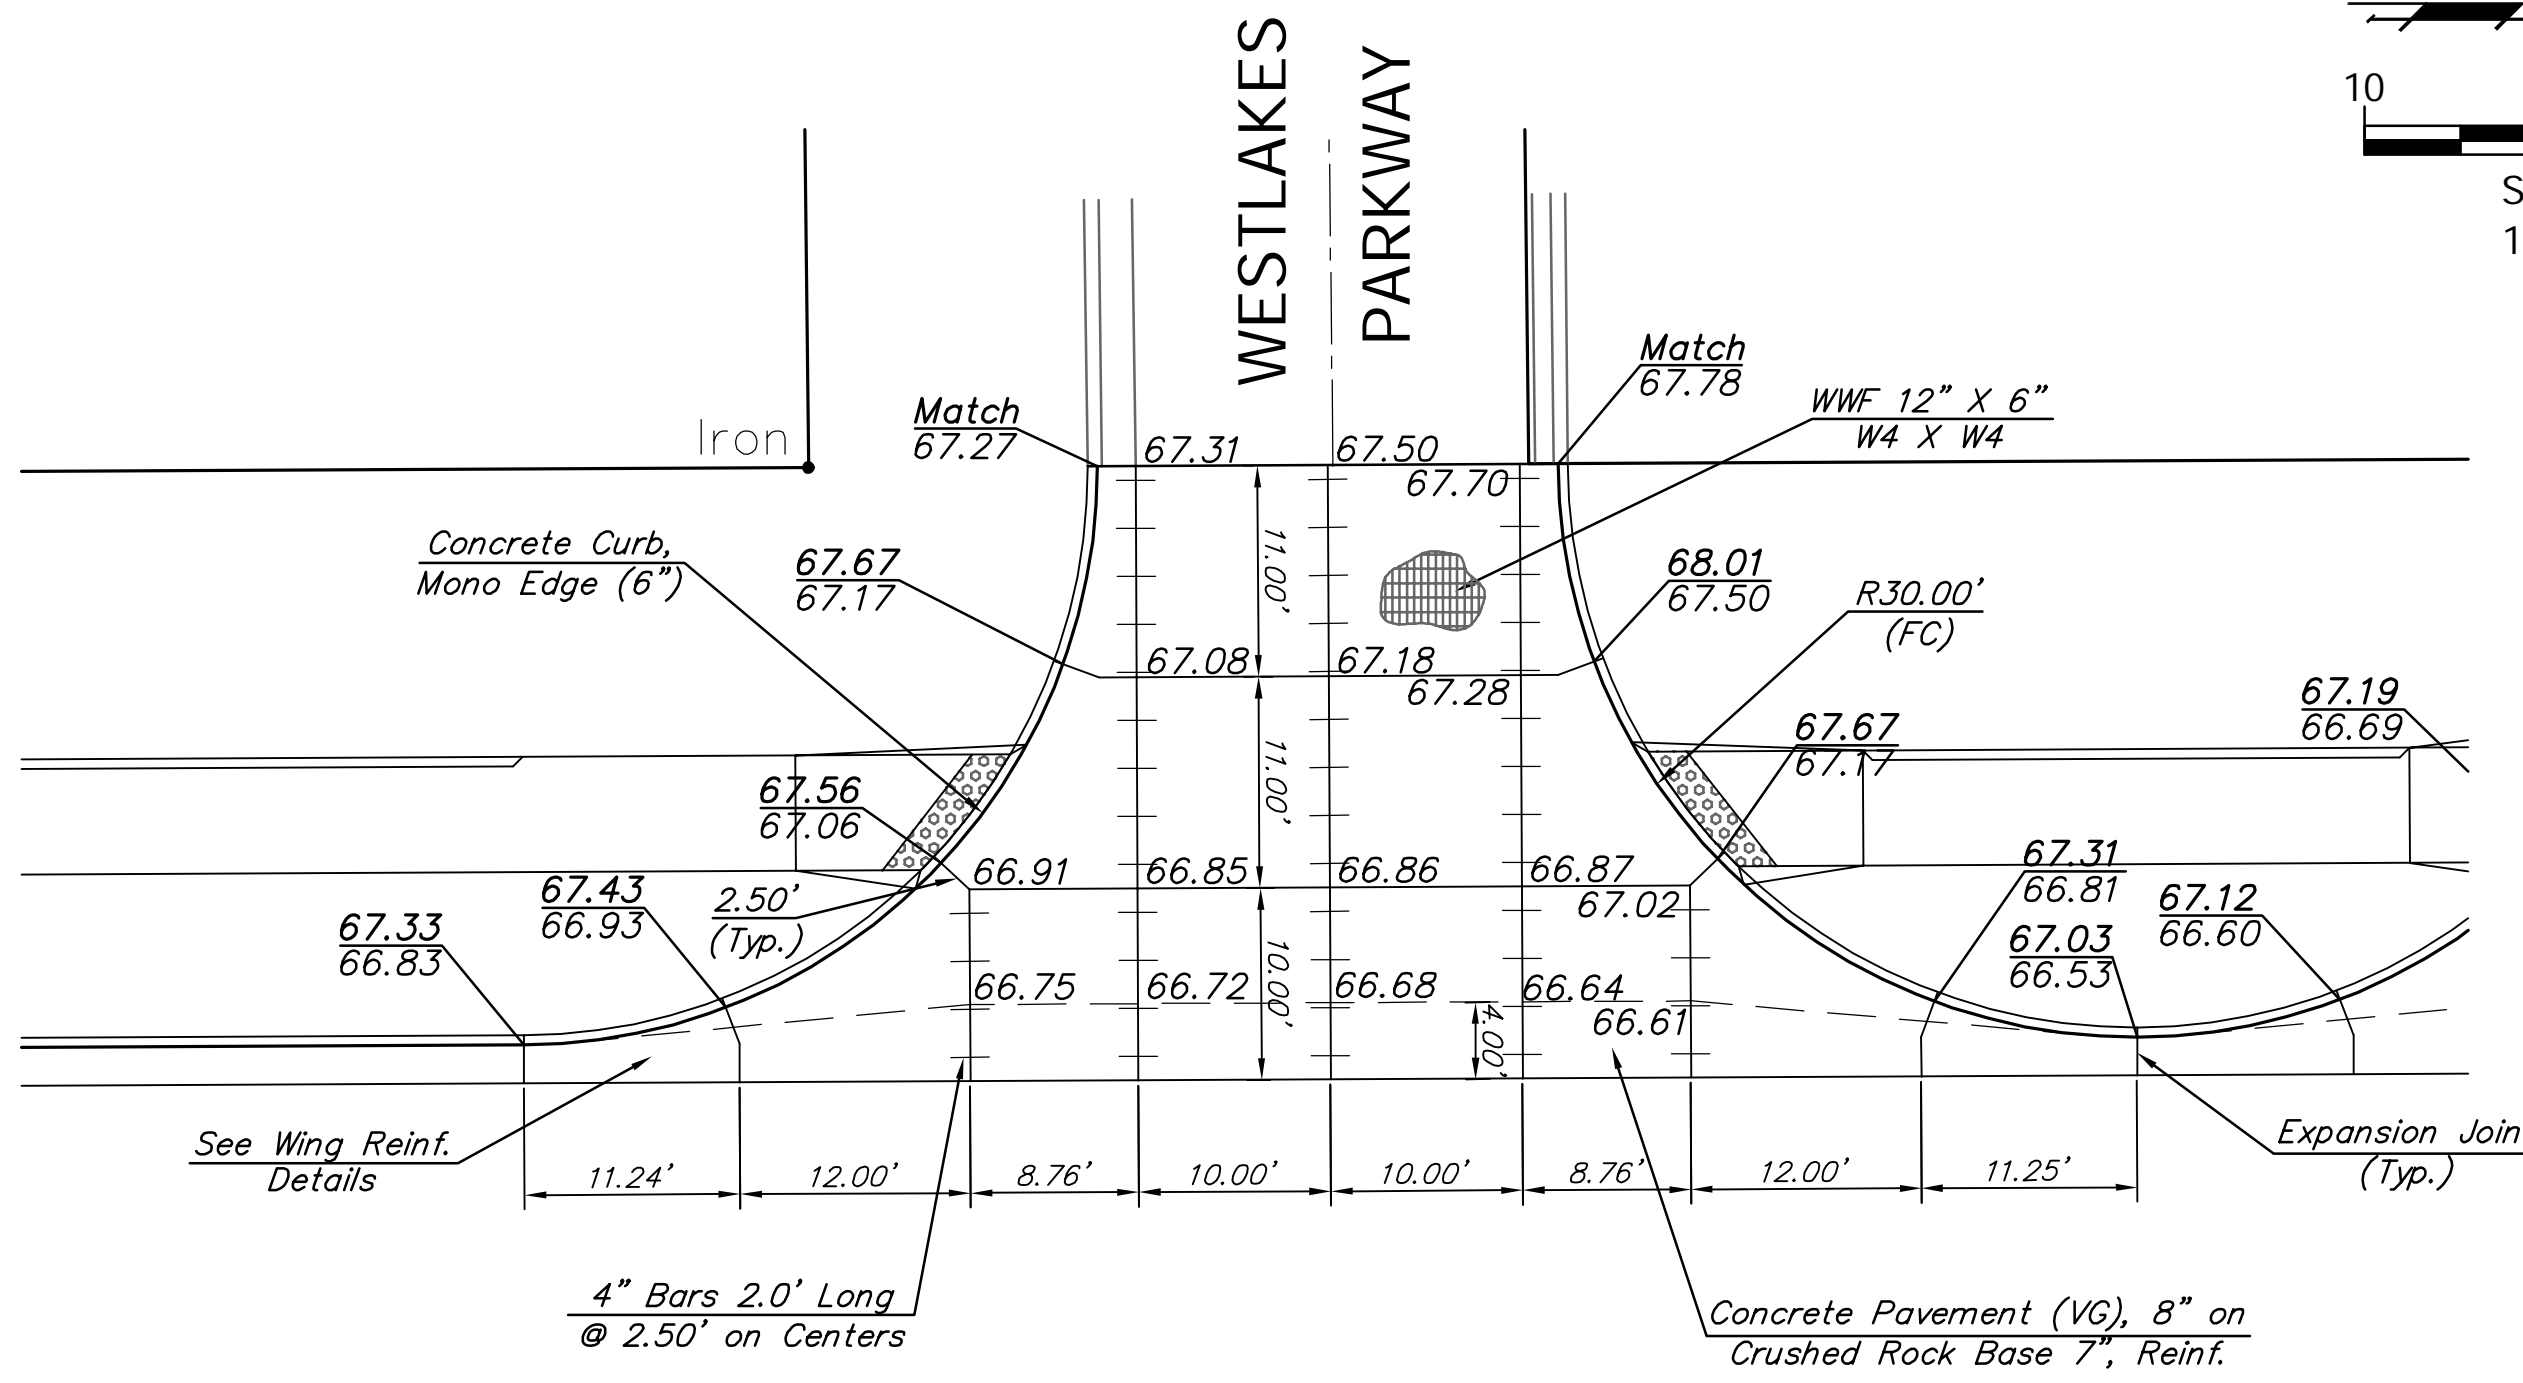 WESTLAKES
PARKWAY
10
S
1
Iron
Match
67.27
Match
67.78
WWF 12" X 6"
W4 X W4
67.31
67.50
67.70
11.00'
Concrete Curb,
Mono Edge (6")
67.67
67.17
68.01
67.50
R30.00'
(FC)
67.08
67.18
67.28
11.00'
67.67
67.17
67.19
66.69
67.56
67.06
66.91
66.85
66.86
66.87
67.02
67.31
66.81
67.33
66.83
67.43
66.93
2.50'
(Typ.)
67.12
66.60
67.03
66.53
10.00'
66.75
66.72
66.68
66.64
66.61
4.00'
See Wing Reinf.
Details
11.24'
12.00'
8.76'
10.00'
10.00'
8.76'
12.00'
11.25'
Expansion Join
(Typ.)
4" Bars 2.0' Long
@ 2.50' on Centers
Concrete Pavement (VG), 8" on
Crushed Rock Base 7", Reinf.